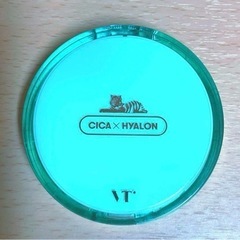 CICA × HYALON
VT